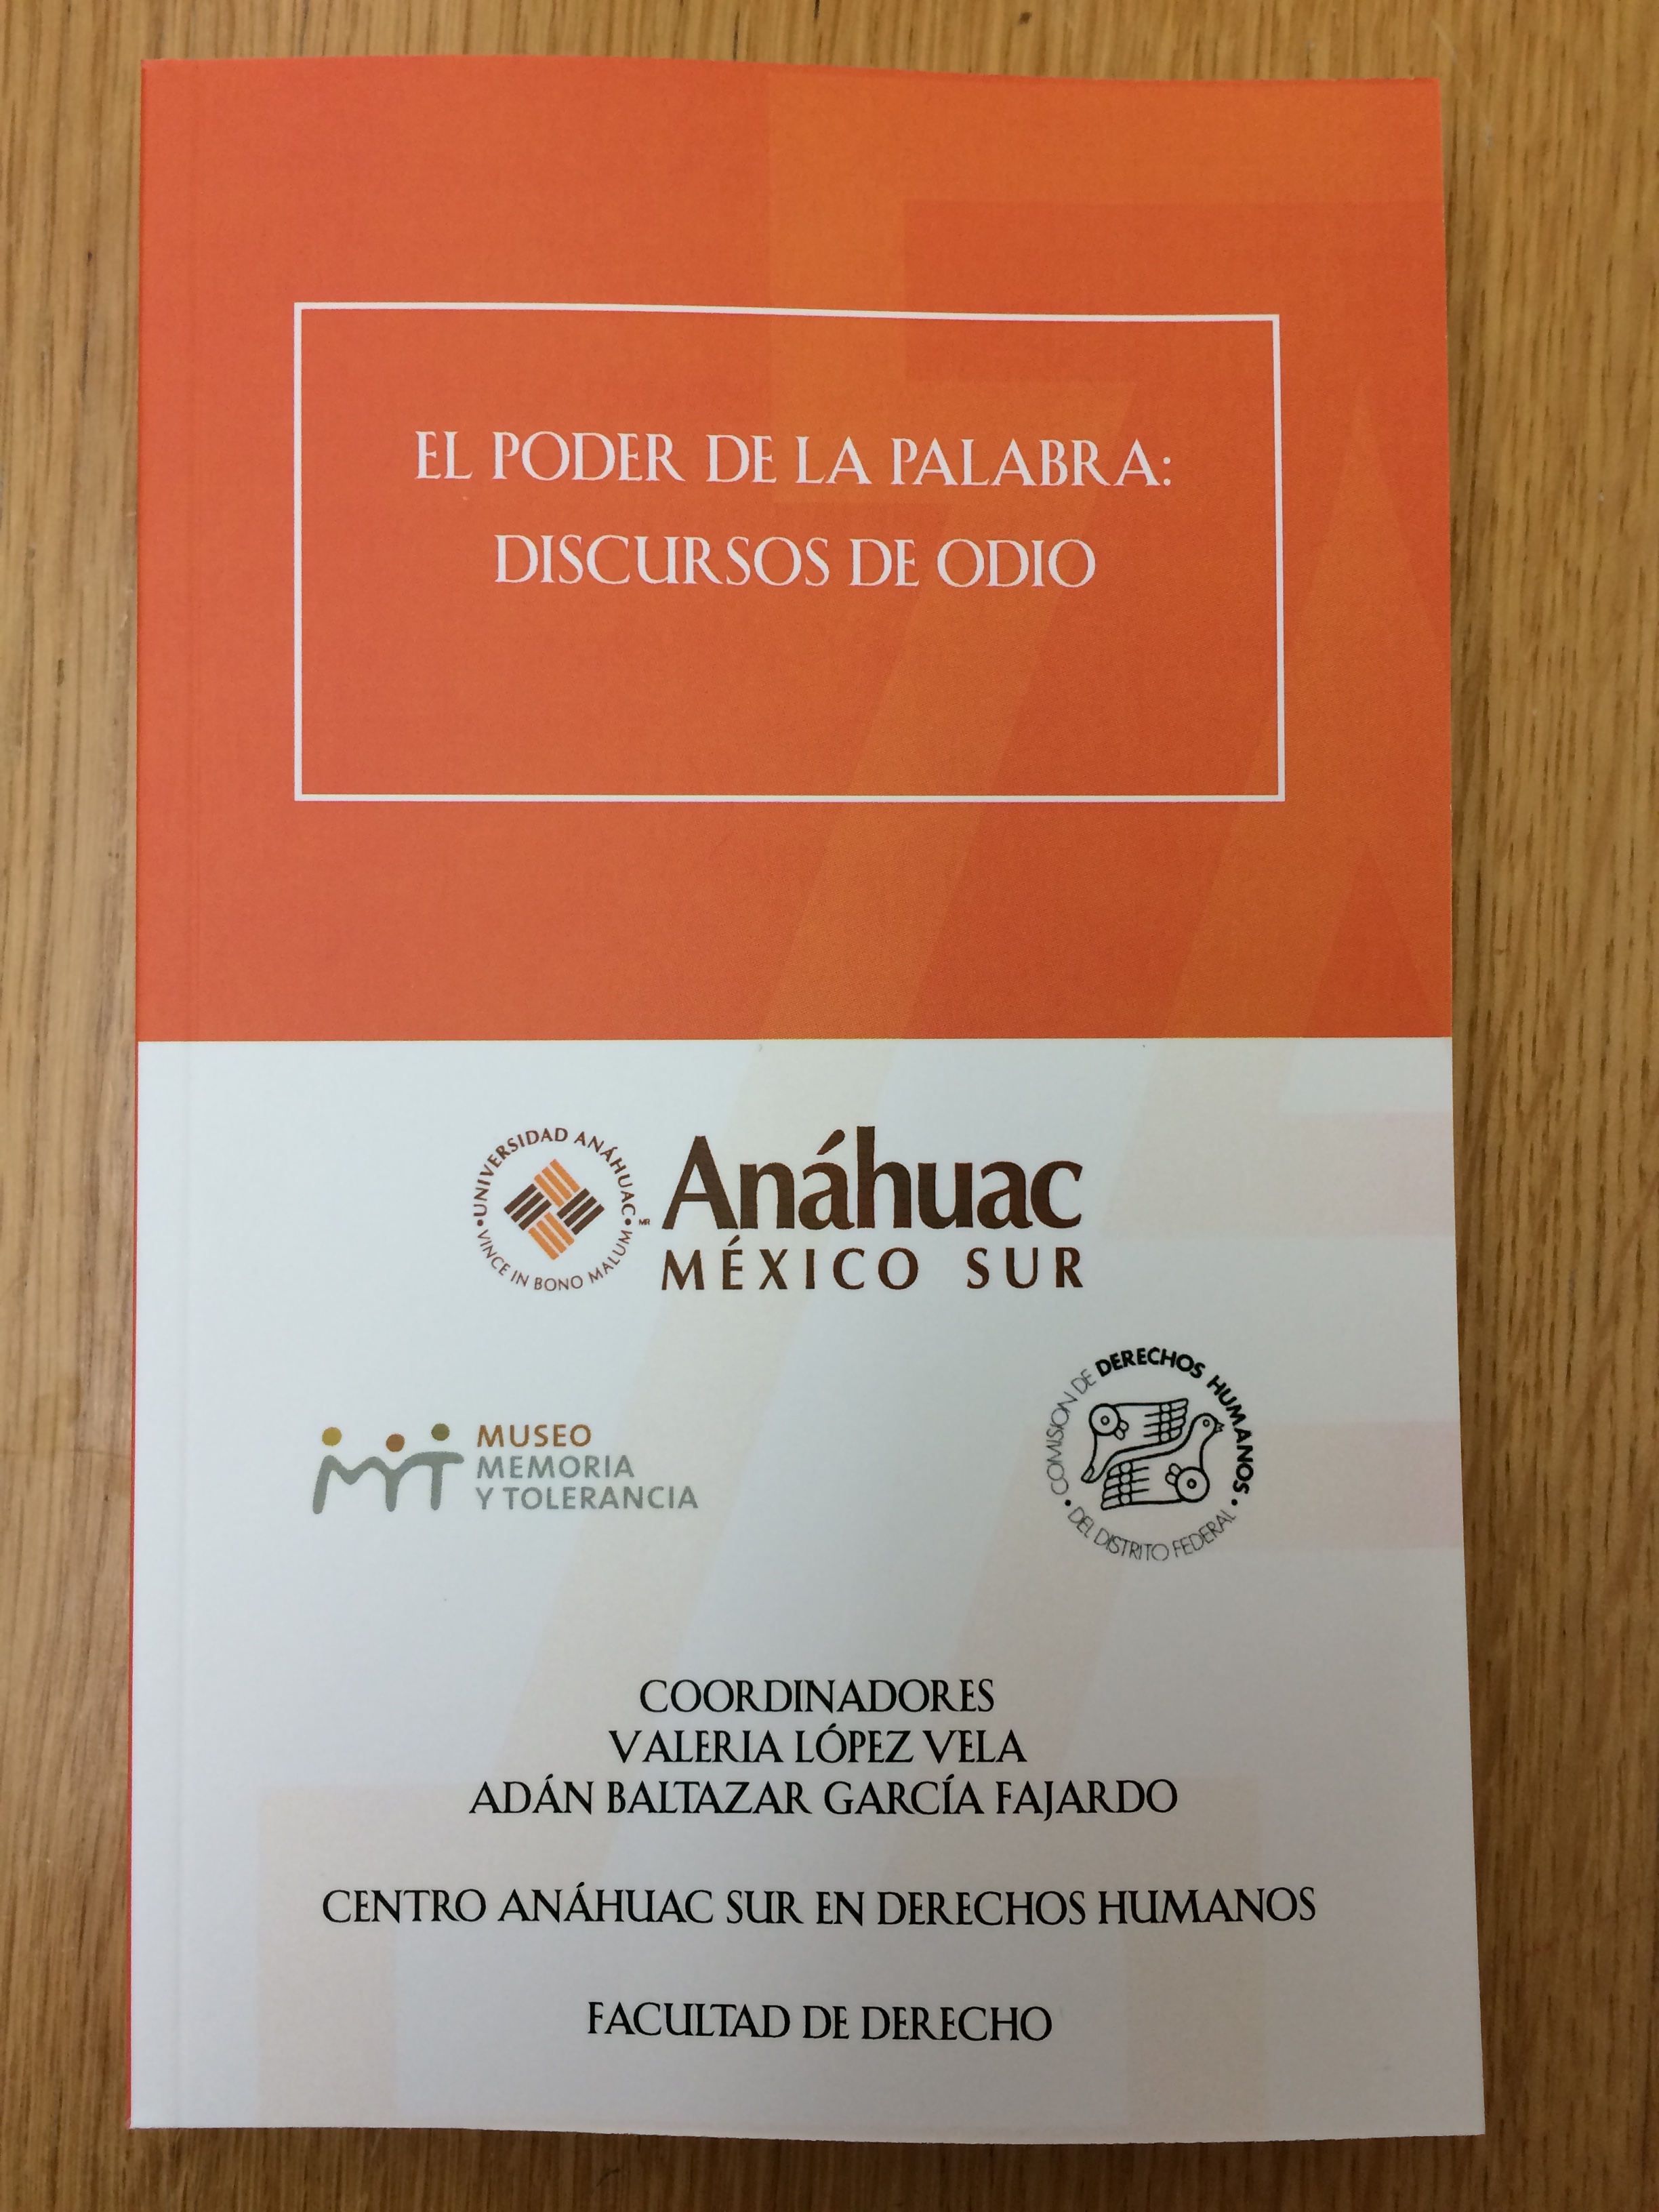 EL PODER DE LA PALABRA:
DISCURSOS DE ODIO
•UNIVERSIDAD ANÁHUAC•
VINCE IN BONO MALUM
MR
Anáhuac
MÉXICO SUR
MUSEO
MEMORIA
Y TOLERANCIA
• COMISION DE DERECHOS HUMANOS •
DEL DISTRITO FEDERAL
COORDINADORES
VALERIA LÓPEZ VELA
ADÁN BALTAZAR GARCÍA FAJARDO
CENTRO ANÁHUAC SUR EN DERECHOS HUMANOS
FACULTAD DE DERECHO